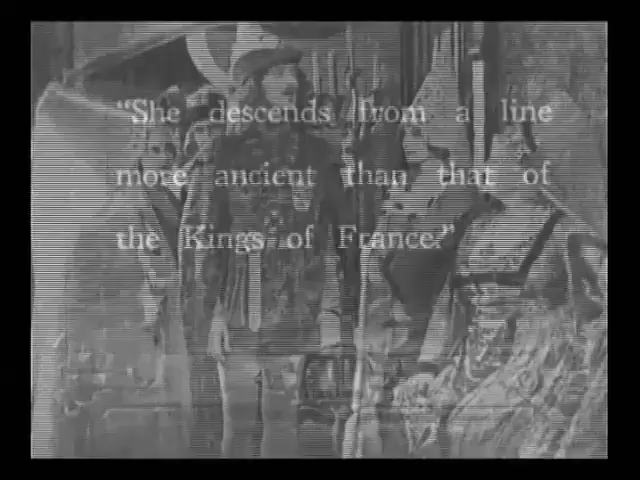 “She descends from a line
more ancient than that of
the Kings of France.”